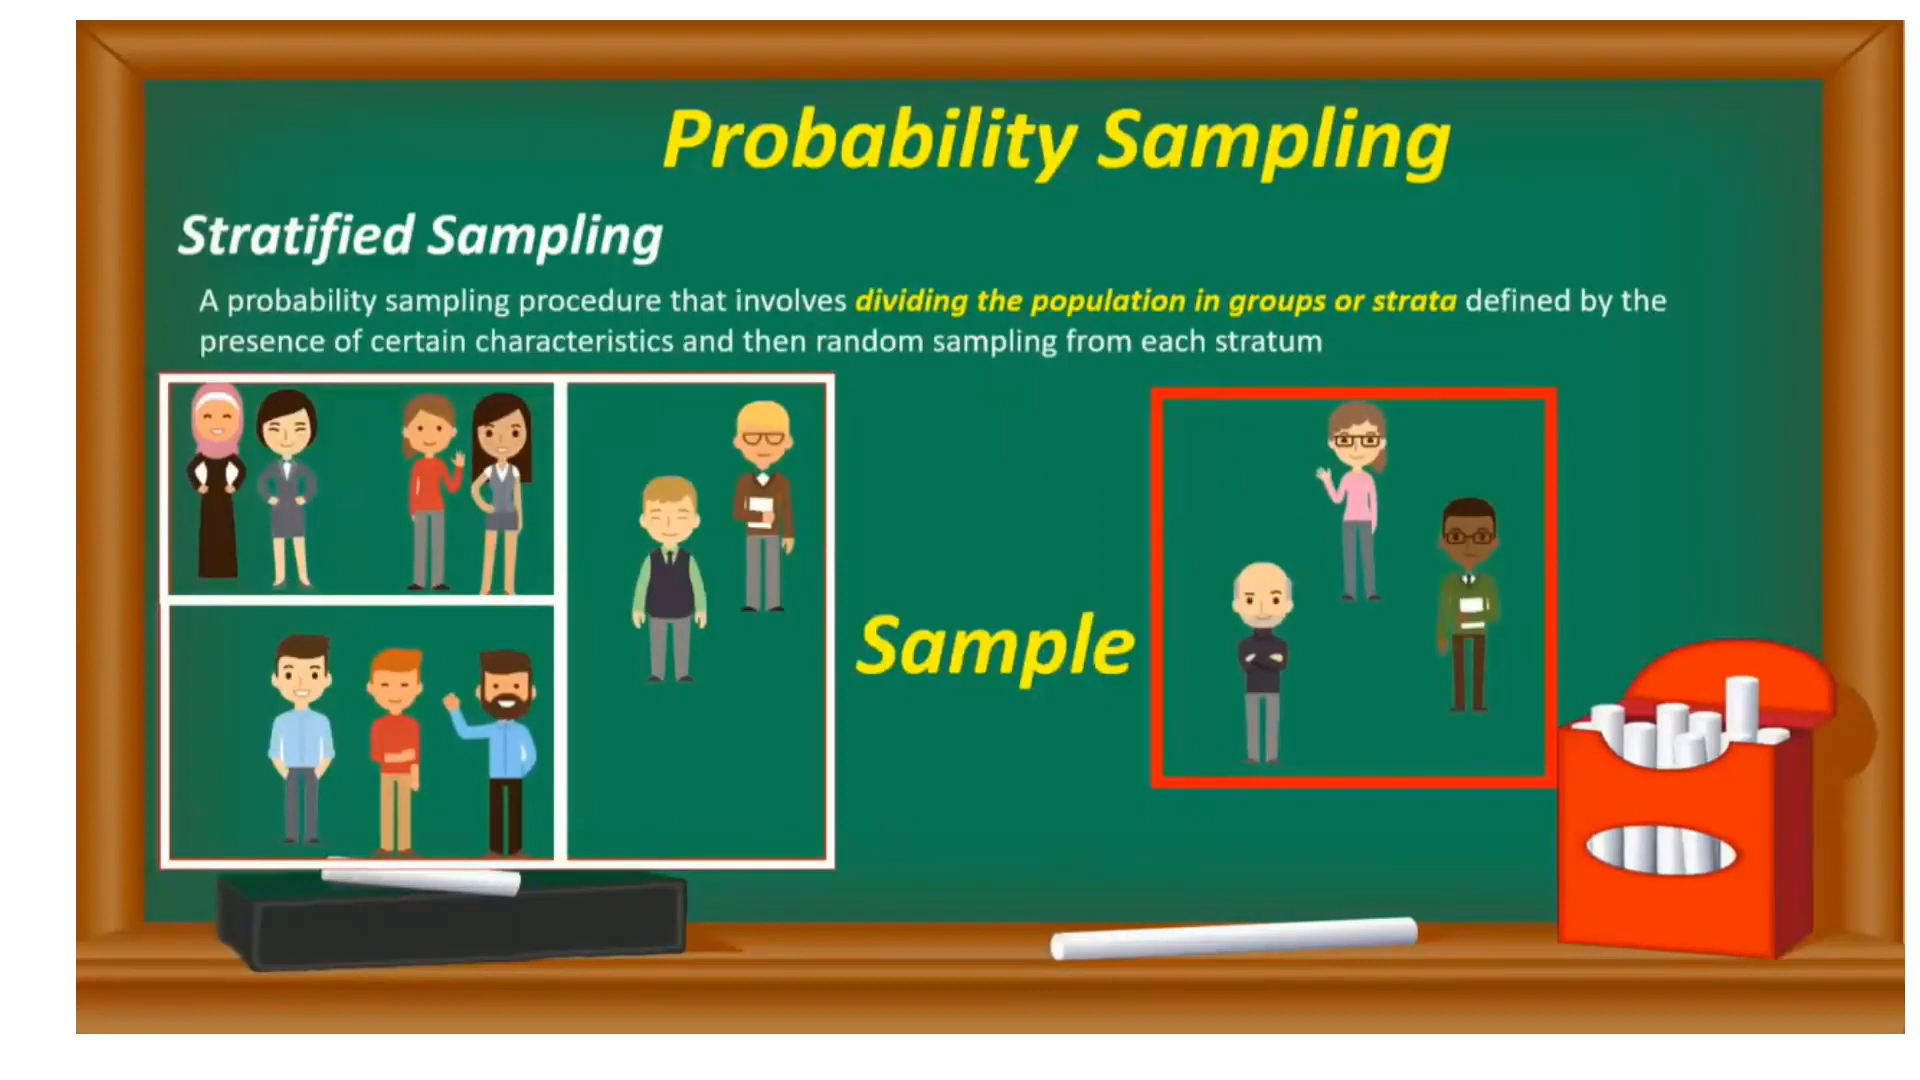 Probability Sampling
Stratified Sampling
A probability sampling procedure that involves dividing the population in groups or strata defined by the
presence of certain characteristics and then random sampling from each stratum
Sample